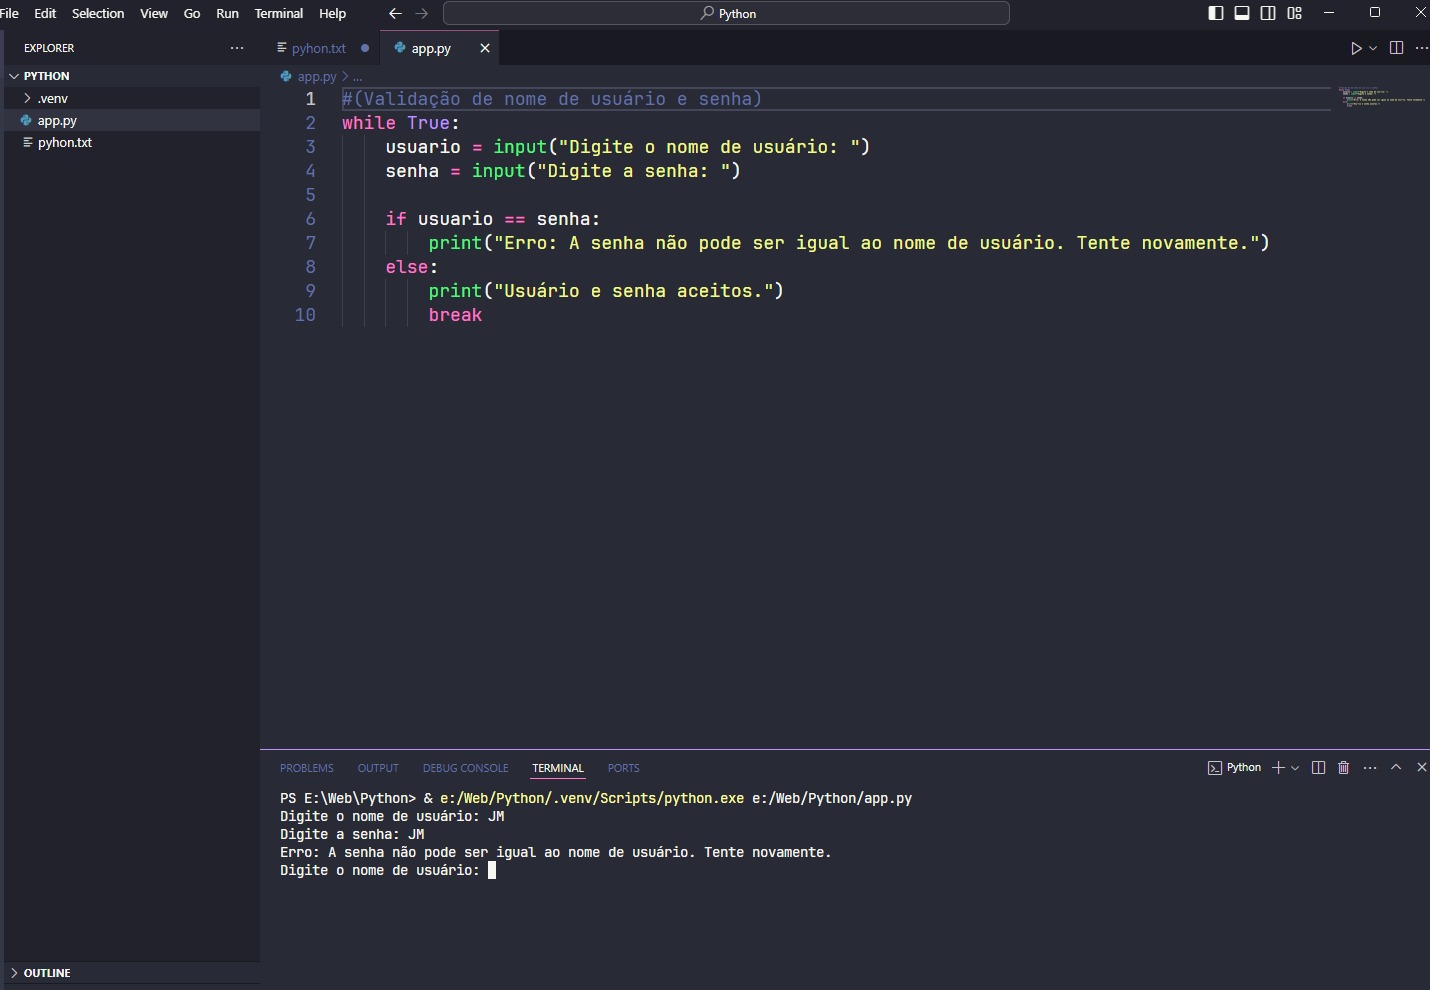 File Edit Selection View Go Run Terminal Help
Python
EXPLORER
PYTHON
.venv
app.py
pyhon.txt
OUTLINE
pyhon.txt
app.py
app.py > ...
1 #(Validação de nome de usuário e senha)
2 while True:
3 usuario = input("Digite o nome de usuário: ")
4 senha = input("Digite a senha: ")
5
6 if usuario == senha:
7 print("Erro: A senha não pode ser igual ao nome de usuário. Tente novamente.")
8 else:
9 print("Usuário e senha aceitos.")
10 break
PROBLEMS OUTPUT DEBUG CONSOLE TERMINAL PORTS
Python
PS E:\Web\Python> & e:/Web/Python/.venv/Scripts/python.exe e:/Web/Python/app.py
Digite o nome de usuário: JM
Digite a senha: JM
Erro: A senha não pode ser igual ao nome de usuário. Tente novamente.
Digite o nome de usuário: